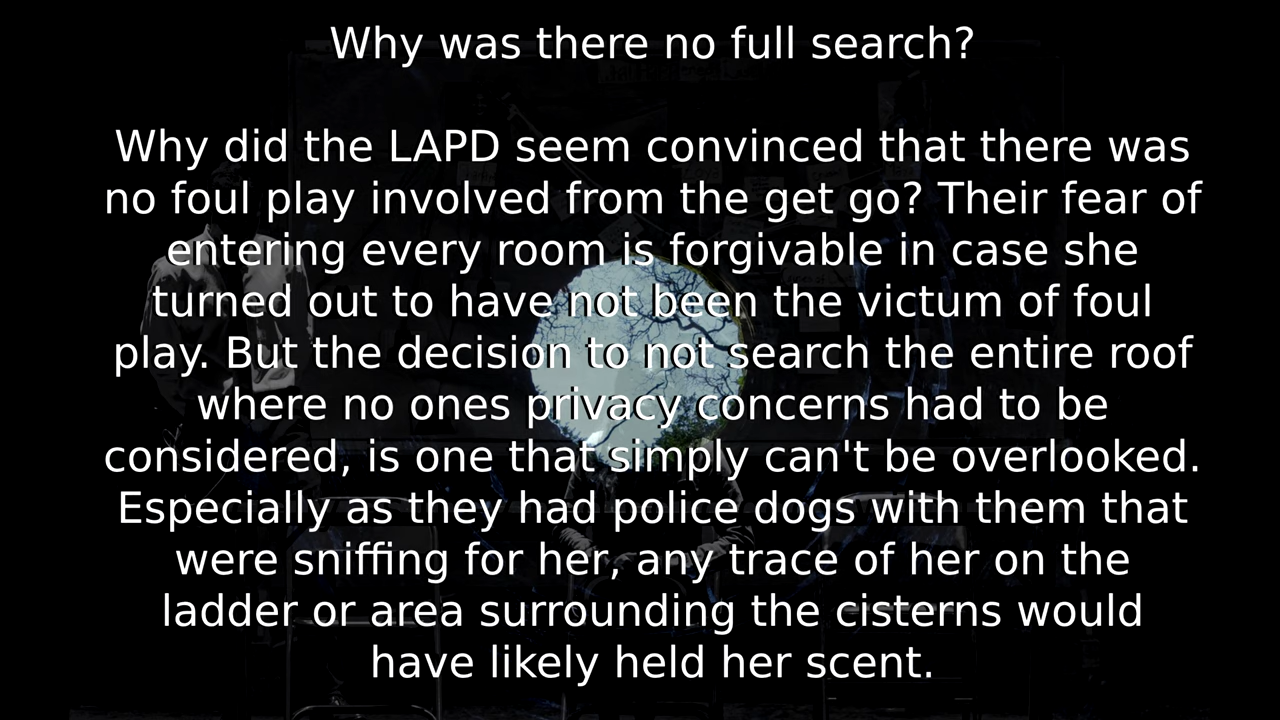 Why was there no full search?
Why did the LAPD seem convinced that there was
no foul play involved from the get go? Their fear of
entering every room is forgivable in case she
turned out to have not been the victum of foul
play. But the decision to not search the entire roof
where no ones privacy concerns had to be
considered, is one that simply can't be overlooked.
Especially as they had police dogs with them that
were sniffing for her, any trace of her on the
ladder or area surrounding the cisterns would
have likely held her scent.